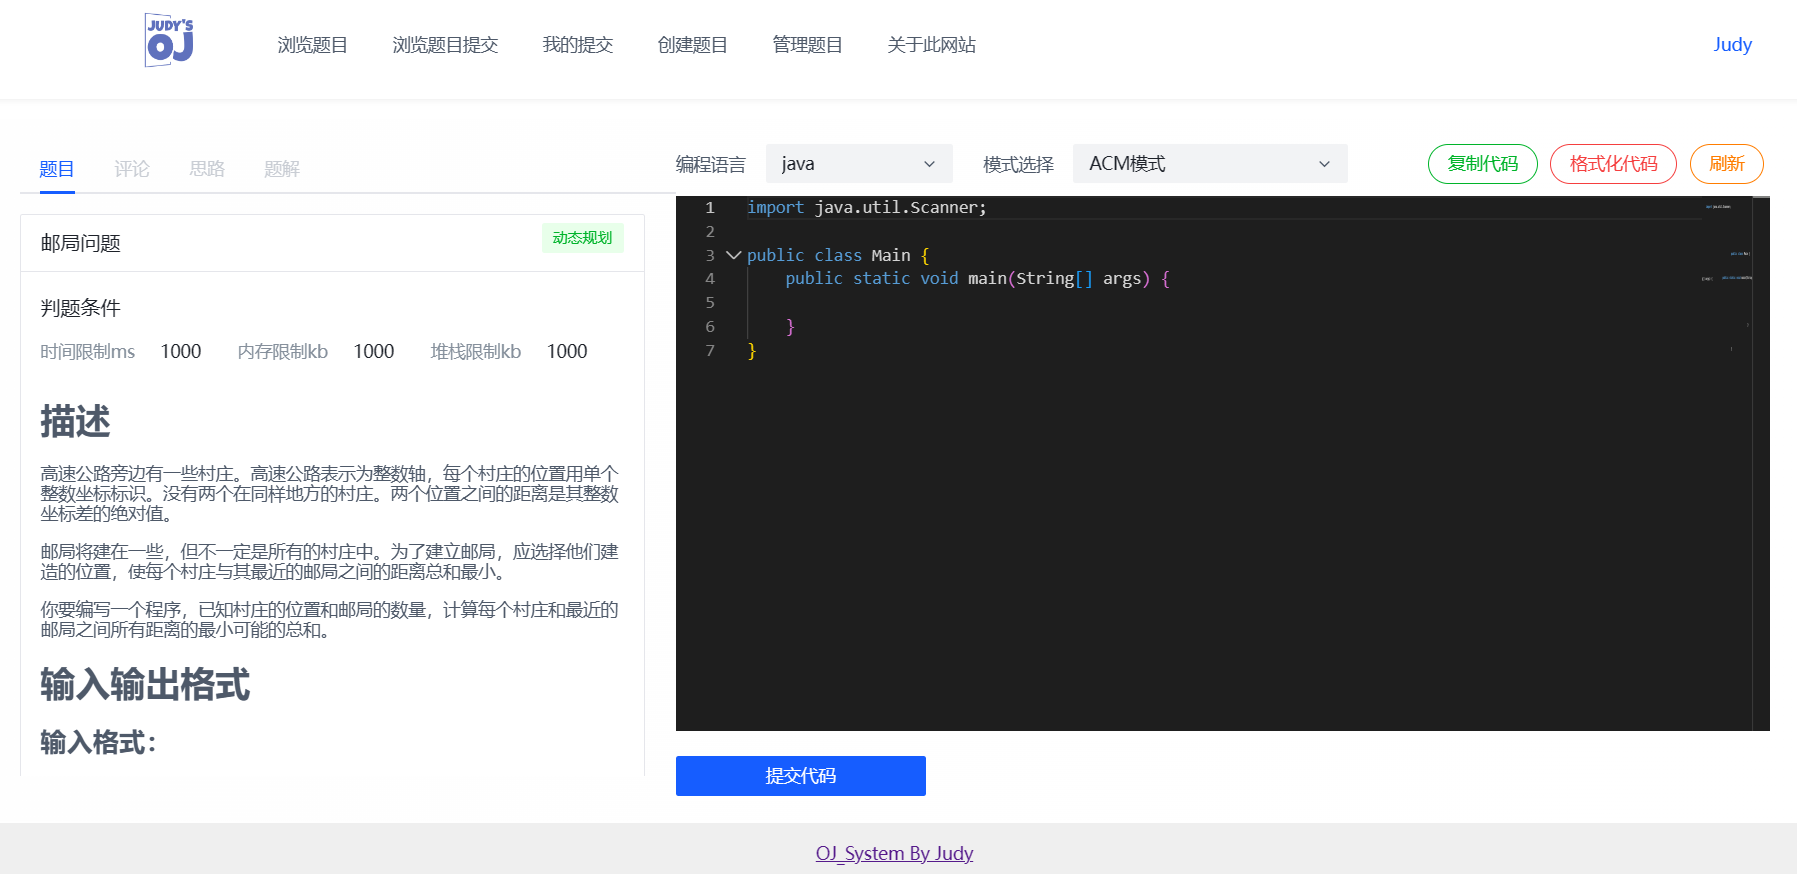 JUDY'S
OJ
浏览题目 浏览题目提交 我的提交 创建题目 管理题目 关于此网站 Judy
题目 评论 思路 题解
邮局问题 动态规划
判题条件
时间限制ms 1000 内存限制kb 1000 堆栈限制kb 1000
描述
高速公路旁边有一些村庄。高速公路表示为整数轴，每个村庄的位置用单个
整数坐标标识。没有两个在同样地方的村庄。两个位置之间的距离是其整数
坐标差的绝对值。
邮局将建在一些，但不一定是所有的村庄中。为了建立邮局，应选择他们建
造的位置，使每个村庄与其最近的邮局之间的距离总和最小。
你要编写一个程序，已知村庄的位置和邮局的数量，计算每个村庄和最近的
邮局之间所有距离的最小可能的总和。
输入输出格式
输入格式：
编程语言 java 模式选择 ACM模式 复制代码 格式化代码 刷新
1 import java.util.Scanner;
2
3 public class Main {
4     public static void main(String[] args) {
5
6     }
7 }
提交代码
OJ_System By Judy